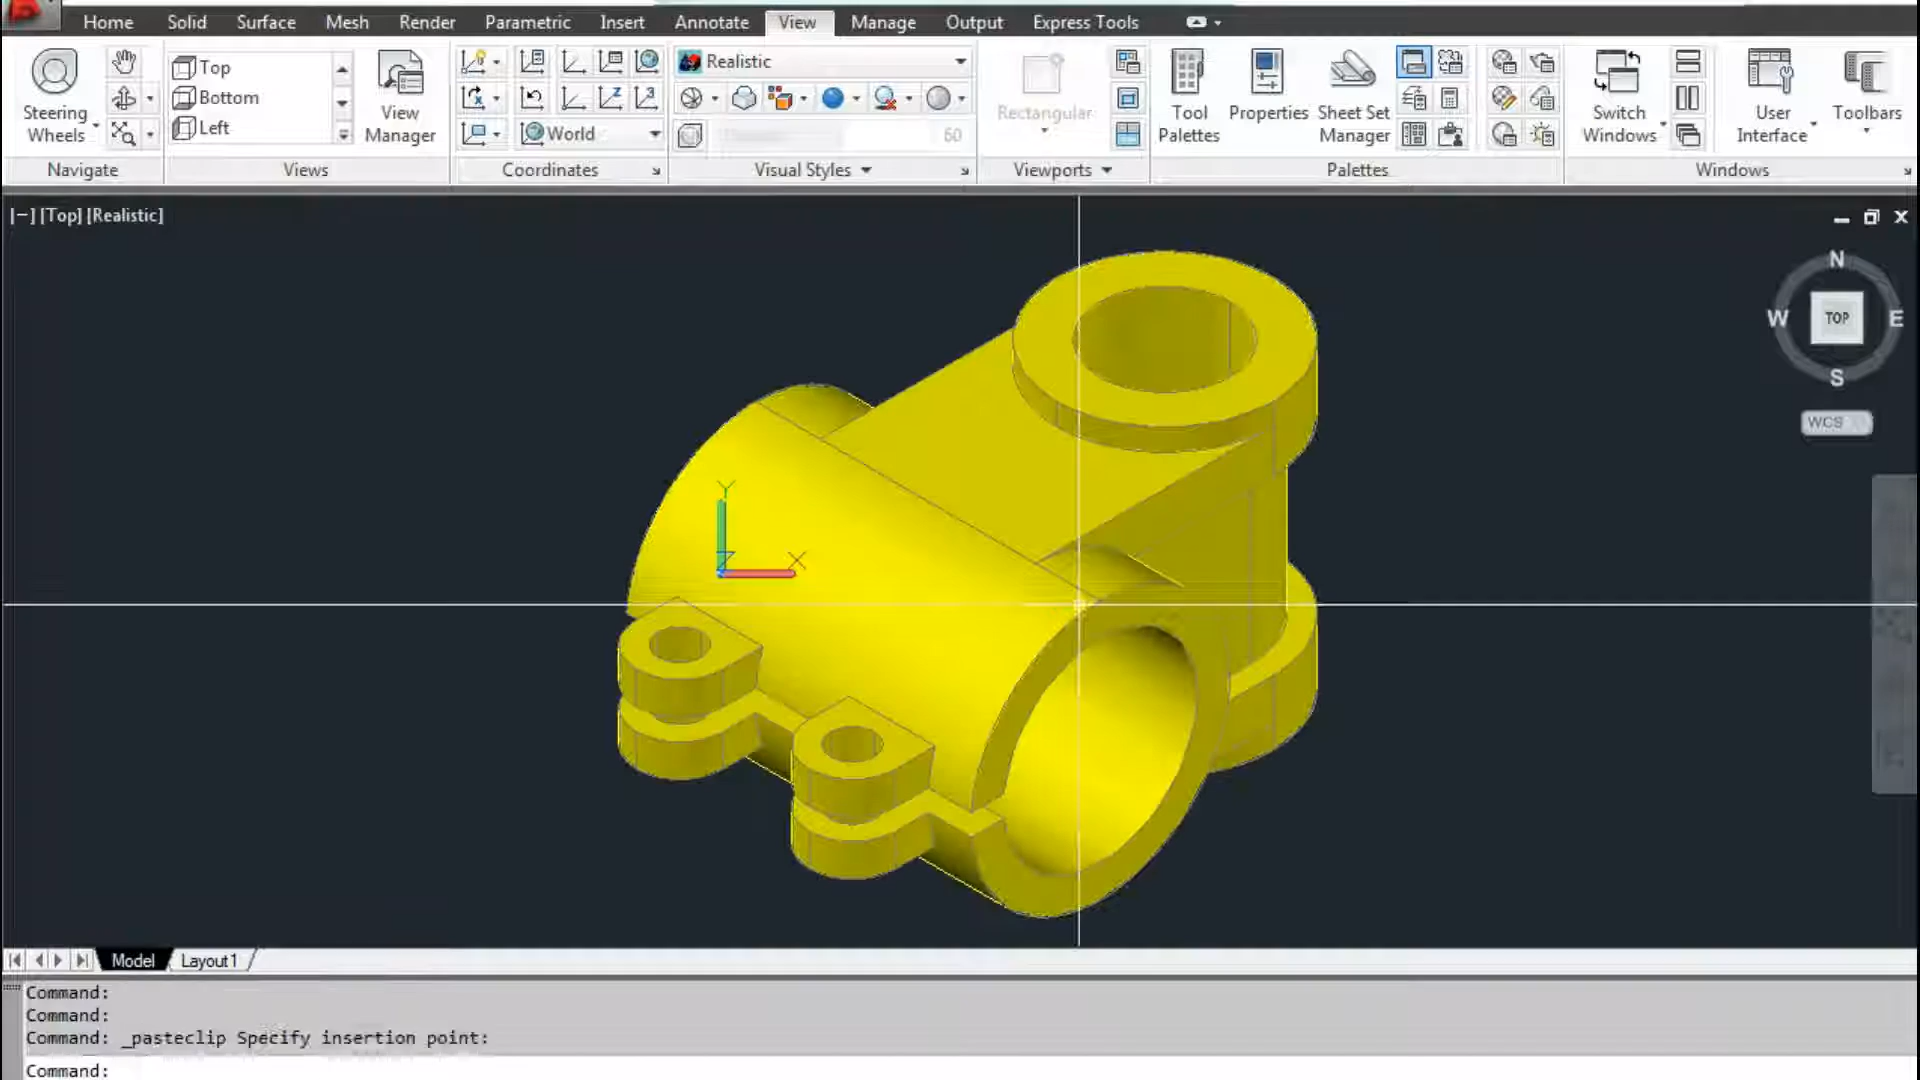 Home Solid Surface Mesh Render Parametric Insert Annotate View Manage Output Express Tools
Steering Wheels
Navigate
Top
Bottom
Left
View Manager
Views
World
Coordinates
Realistic
50
Visual Styles
Rectangular
Viewports
Tool Palettes
Properties
Sheet Set Manager
Palettes
Switch Windows
User Interface
Toolbars
Windows
[−] [Top] [Realistic]
N
W TOP E
S
WCS
Y
Z X
Model Layout1
Command:
Command:
Command: _pasteclip Specify insertion point:
Command: